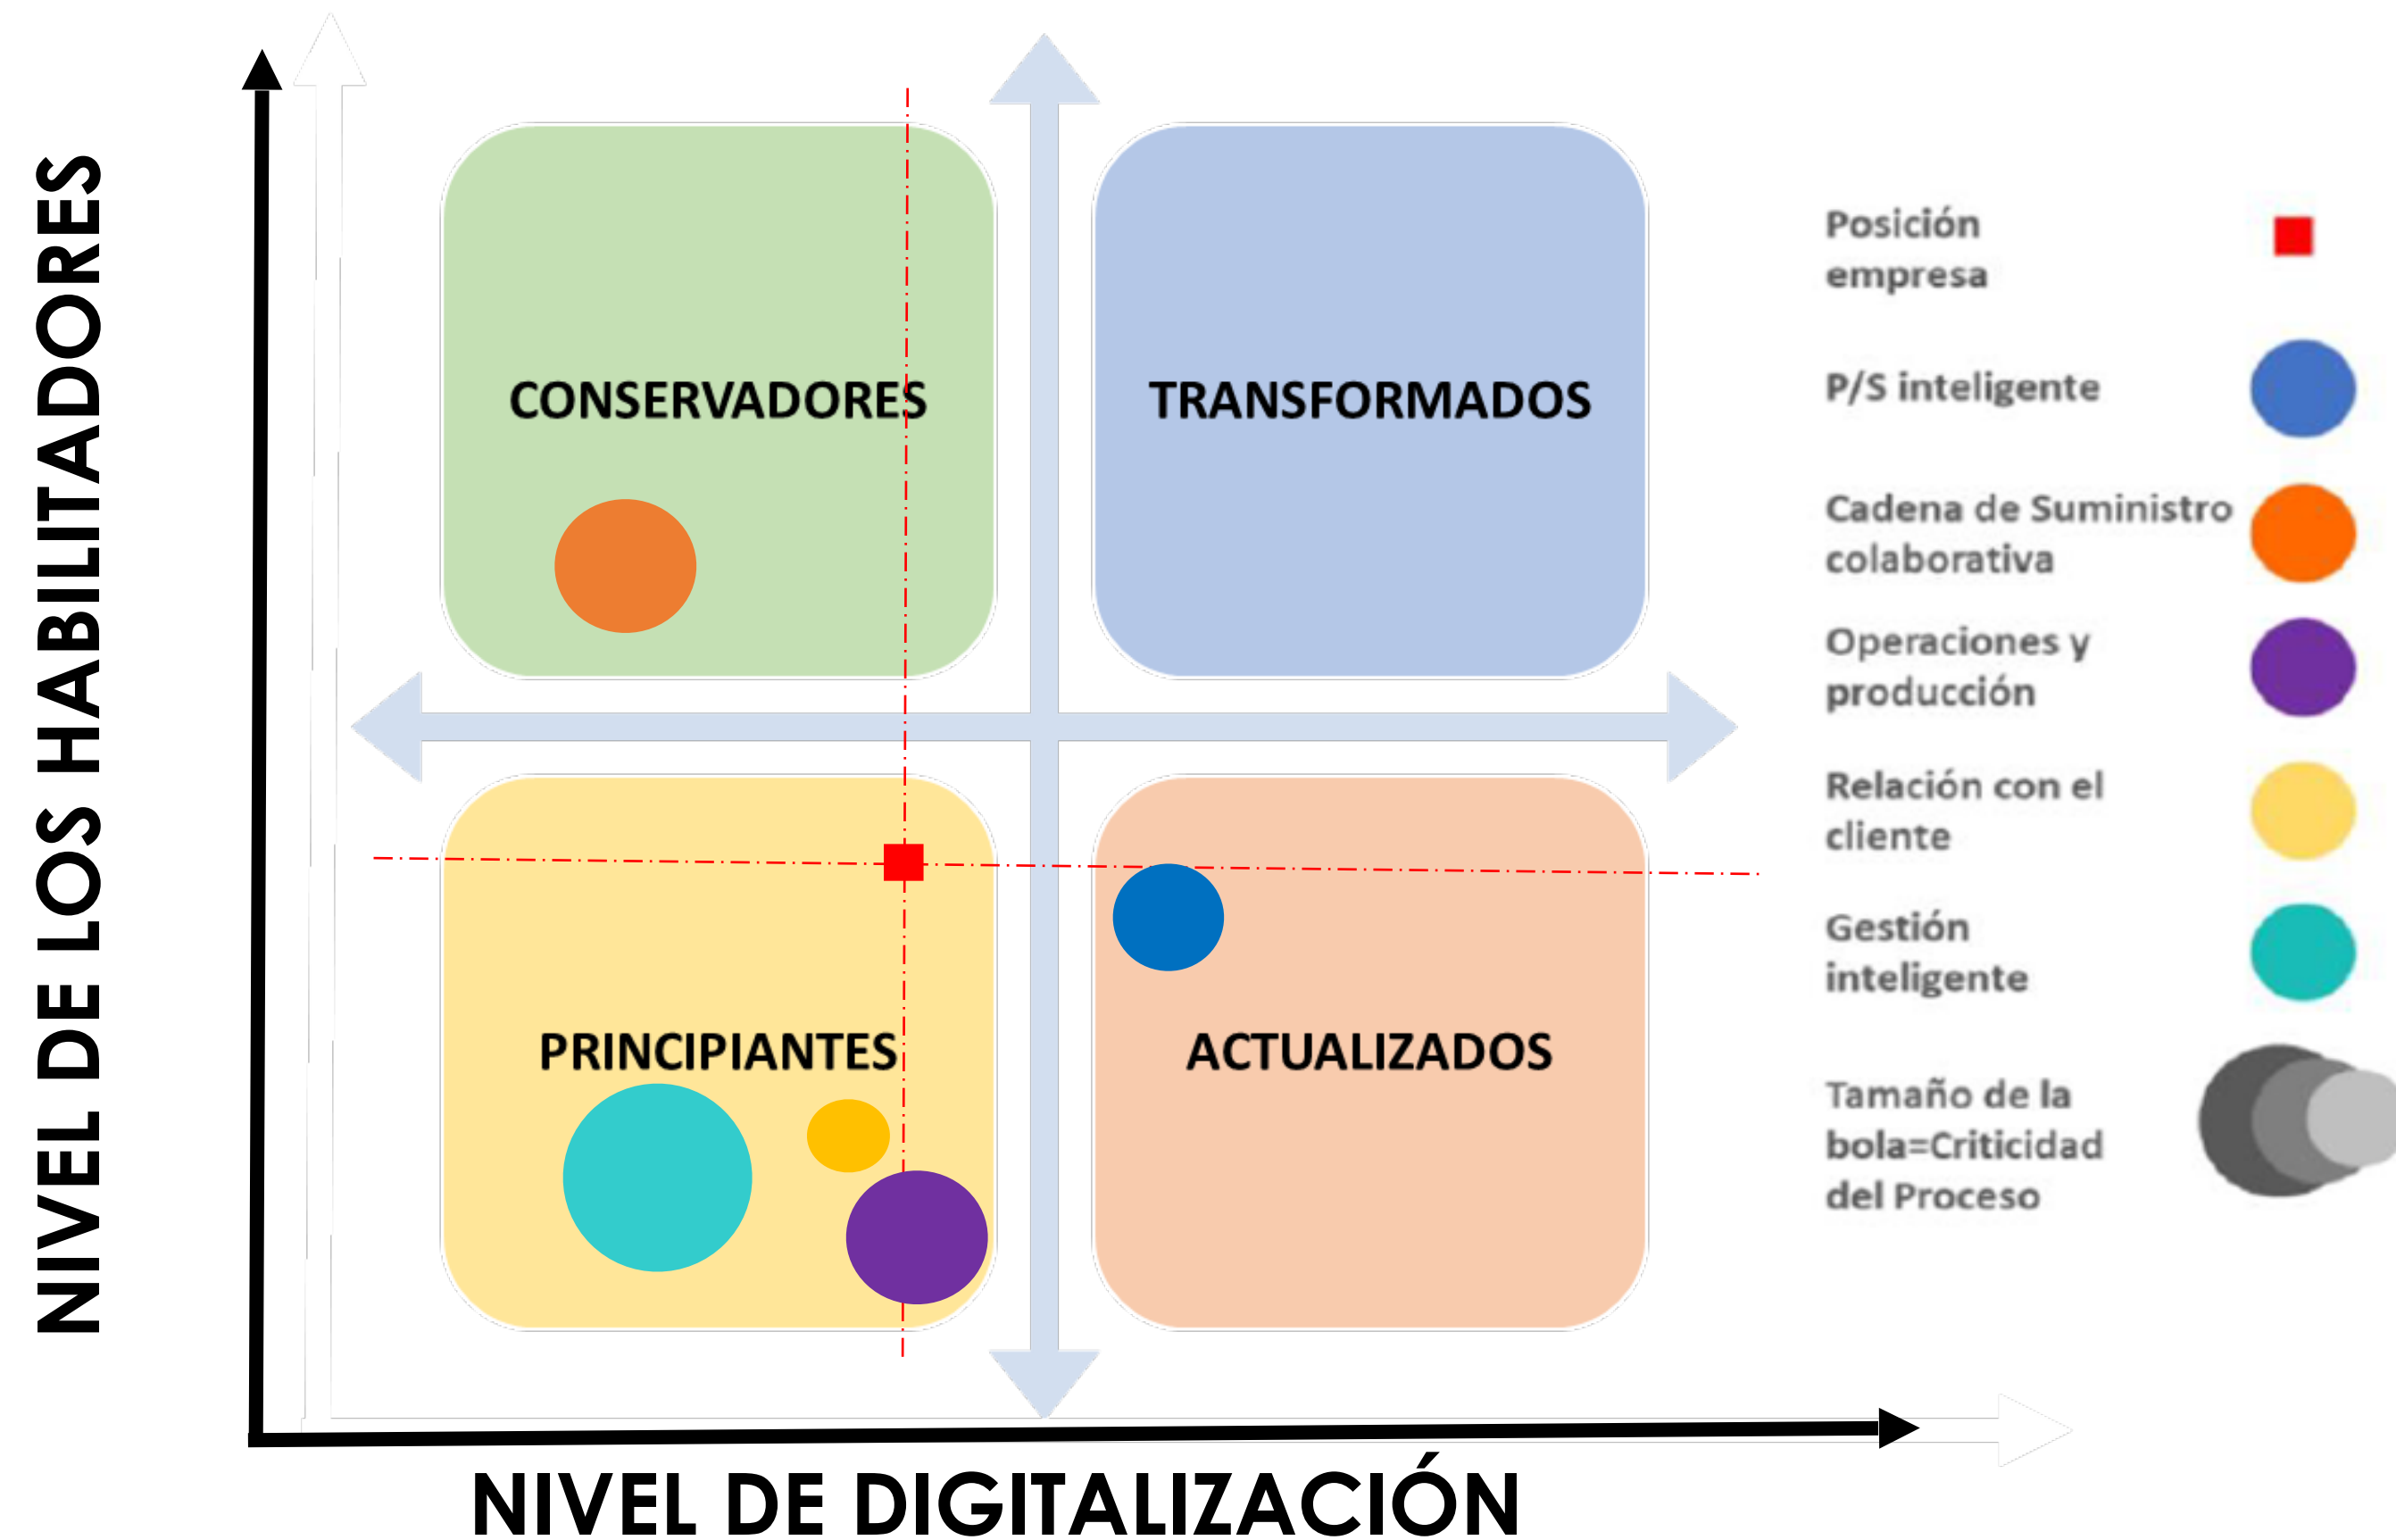 NIVEL DE LOS HABILITADORES
CONSERVADORES
TRANSFORMADOS
PRINCIPIANTES
ACTUALIZADOS
NIVEL DE DIGITALIZACIÓN
Posición
empresa
P/S inteligente
Cadena de Suministro
colaborativa
Operaciones y
producción
Relación con el
cliente
Gestión
inteligente
Tamaño de la
bola=Criticidad
del Proceso